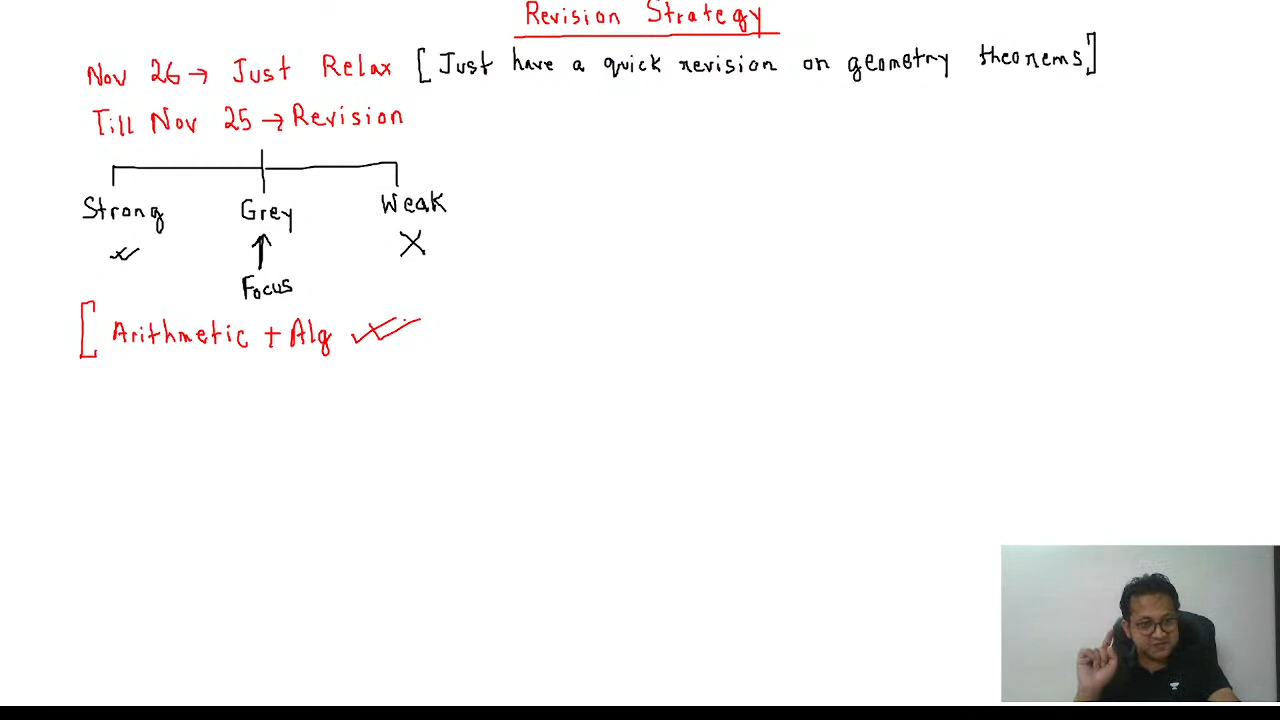 Revision Strategy
Nov 26 → Just Relax [Just have a quick revision on geometry theorems]
Till Nov 25 → Revision
Strong Grey Weak
Focus
[Arithmetic + Alg